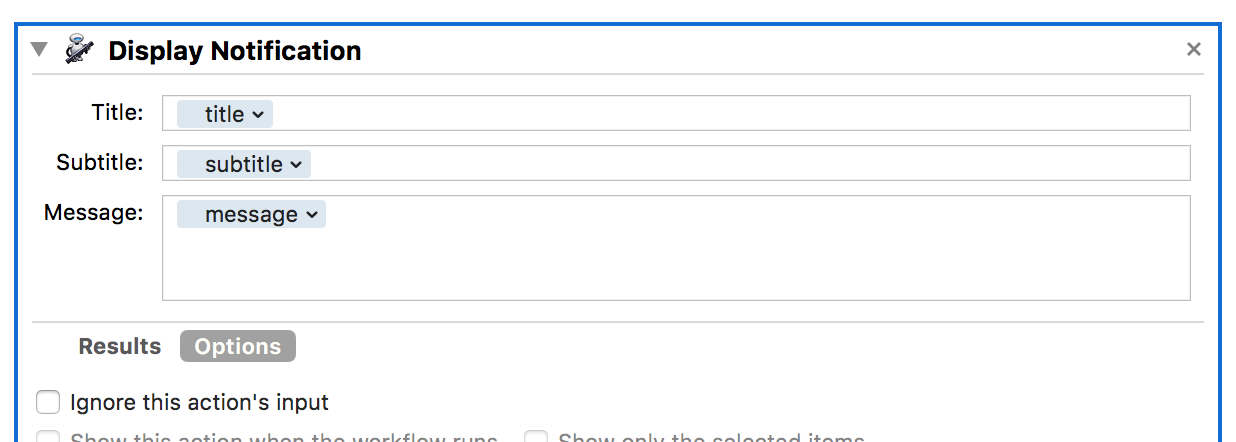 Display Notification
Title: title
Subtitle: subtitle
Message: message
Results Options
Ignore this action's input
Show this action when the workflow runs Show only the selected items